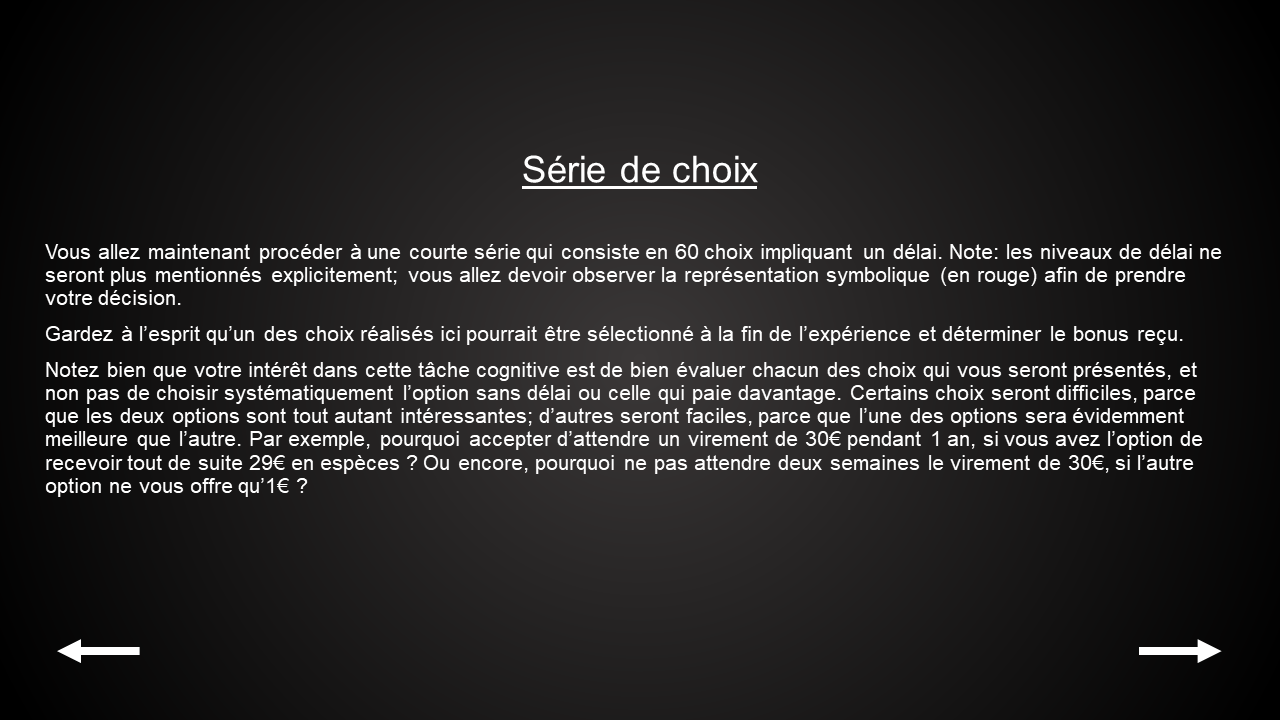 Série de choix
Vous allez maintenant procéder à une courte série qui consiste en 60 choix impliquant un délai. Note: les niveaux de délai ne
seront plus mentionnés explicitement; vous allez devoir observer la représentation symbolique (en rouge) afin de prendre
votre décision.
Gardez à l’esprit qu’un des choix réalisés ici pourrait être sélectionné à la fin de l’expérience et déterminer le bonus reçu.
Notez bien que votre intérêt dans cette tâche cognitive est de bien évaluer chacun des choix qui vous seront présentés, et
non pas de choisir systématiquement l’option sans délai ou celle qui paie davantage. Certains choix seront difficiles, parce
que les deux options sont tout autant intéressantes; d’autres seront faciles, parce que l’une des options sera évidemment
meilleure que l’autre. Par exemple, pourquoi accepter d’attendre un virement de 30€ pendant 1 an, si vous avez l’option de
recevoir tout de suite 29€ en espèces ? Ou encore, pourquoi ne pas attendre deux semaines le virement de 30€, si l’autre
option ne vous offre qu’1€ ?